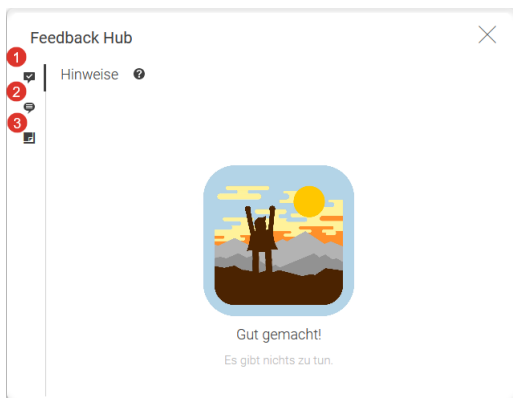 Feedback Hub
1
Hinweise ?
2
3
Gut gemacht!
Es gibt nichts zu tun.